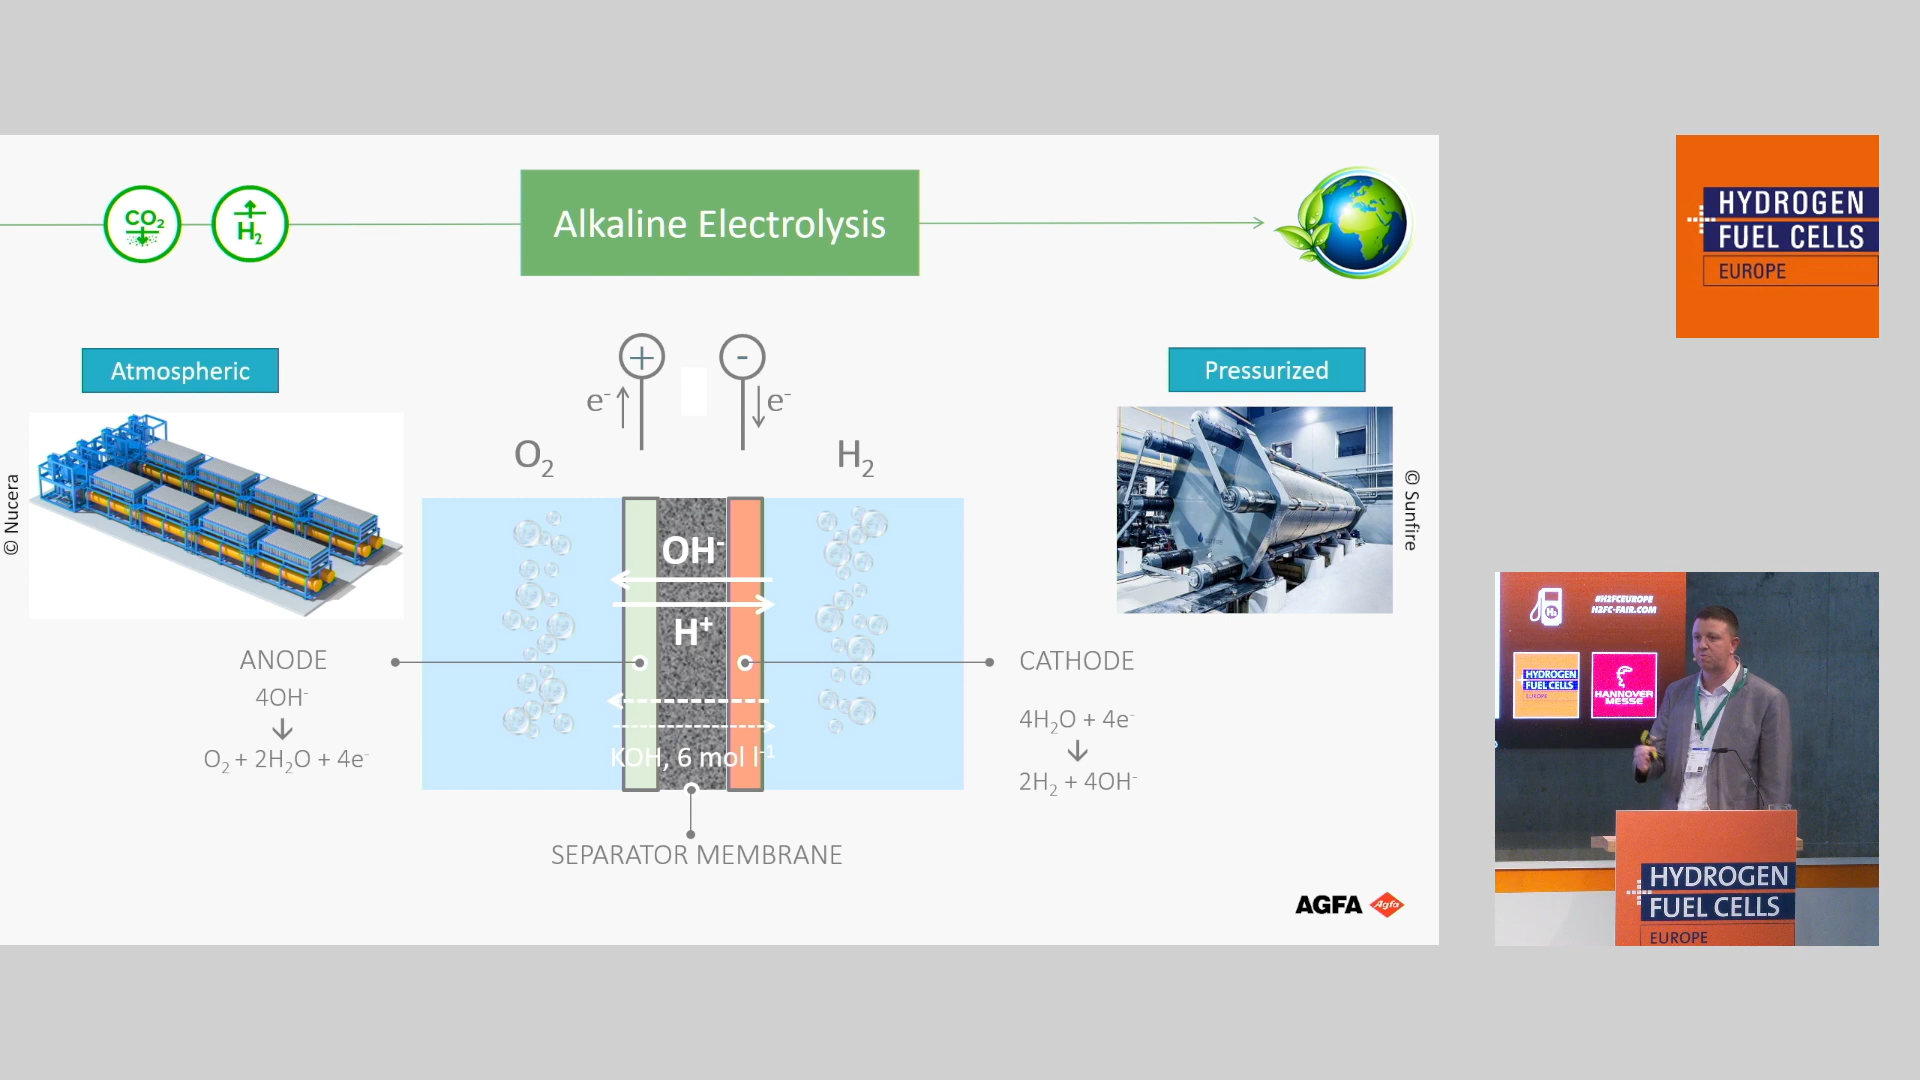 CO₂
H₂
Alkaline Electrolysis
Atmospheric
© Nucera
+
-
e⁻
e⁻
O₂
H₂
Pressurized
© Sunfire
OH⁻
H⁺
KOH, 6 mol l⁻¹
ANODE
4OH⁻
O₂ + 2H₂O + 4e⁻
CATHODE
4H₂O + 4e⁻
2H₂ + 4OH⁻
SEPARATOR MEMBRANE
AGFA
Agfa
HYDROGEN
FUEL CELLS
EUROPE
H₂
#H2FCEUROPE
H2FC-FAIR.COM
HYDROGEN
FUEL CELLS
EUROPE
HANNOVER
MESSE
HYDROGEN
FUEL CELLS
EUROPE